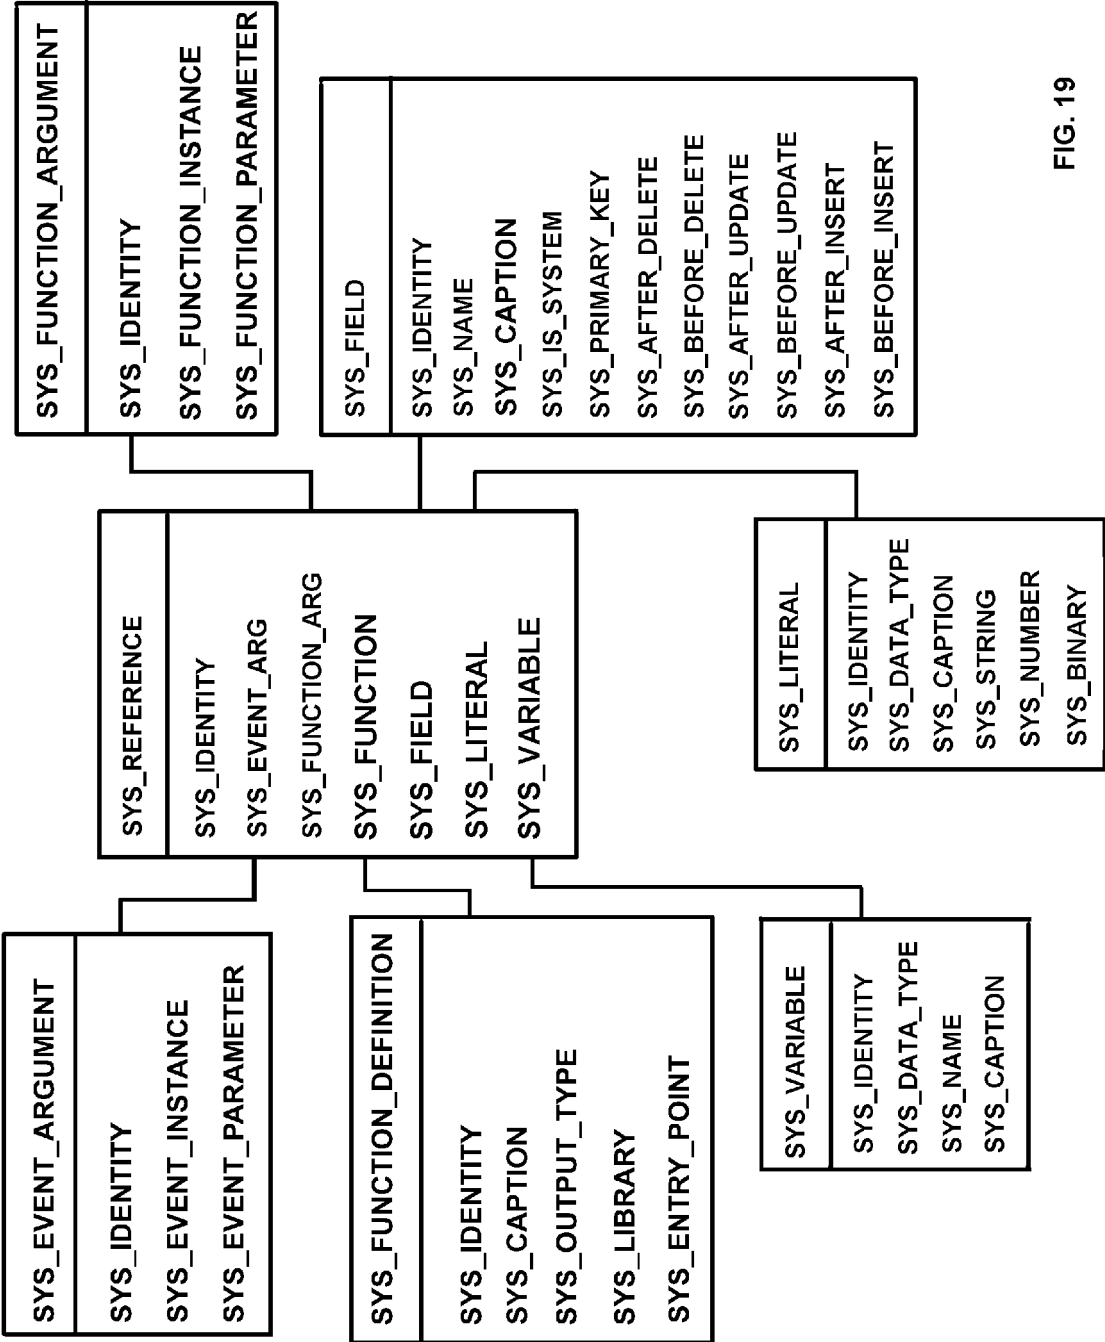 SYS_EVENT_ARGUMENT
SYS_IDENTITY
SYS_EVENT_INSTANCE
SYS_EVENT_PARAMETER
SYS_FUNCTION_DEFINITION
SYS_IDENTITY
SYS_CAPTION
SYS_OUTPUT_TYPE
SYS_LIBRARY
SYS_ENTRY_POINT
SYS_VARIABLE
SYS_IDENTITY
SYS_DATA_TYPE
SYS_NAME
SYS_CAPTION
SYS_REFERENCE
SYS_IDENTITY
SYS_EVENT_ARG
SYS_FUNCTION_ARG
SYS_FUNCTION
SYS_FIELD
SYS_LITERAL
SYS_VARIABLE
SYS_LITERAL
SYS_IDENTITY
SYS_DATA_TYPE
SYS_CAPTION
SYS_STRING
SYS_NUMBER
SYS_BINARY
SYS_FUNCTION_ARGUMENT
SYS_IDENTITY
SYS_FUNCTION_INSTANCE
SYS_FUNCTION_PARAMETER
SYS_FIELD
SYS_IDENTITY
SYS_NAME
SYS_CAPTION
SYS_IS_SYSTEM
SYS_PRIMARY_KEY
SYS_AFTER_DELETE
SYS_BEFORE_DELETE
SYS_AFTER_UPDATE
SYS_BEFORE_UPDATE
SYS_AFTER_INSERT
SYS_BEFORE_INSERT
FIG. 19